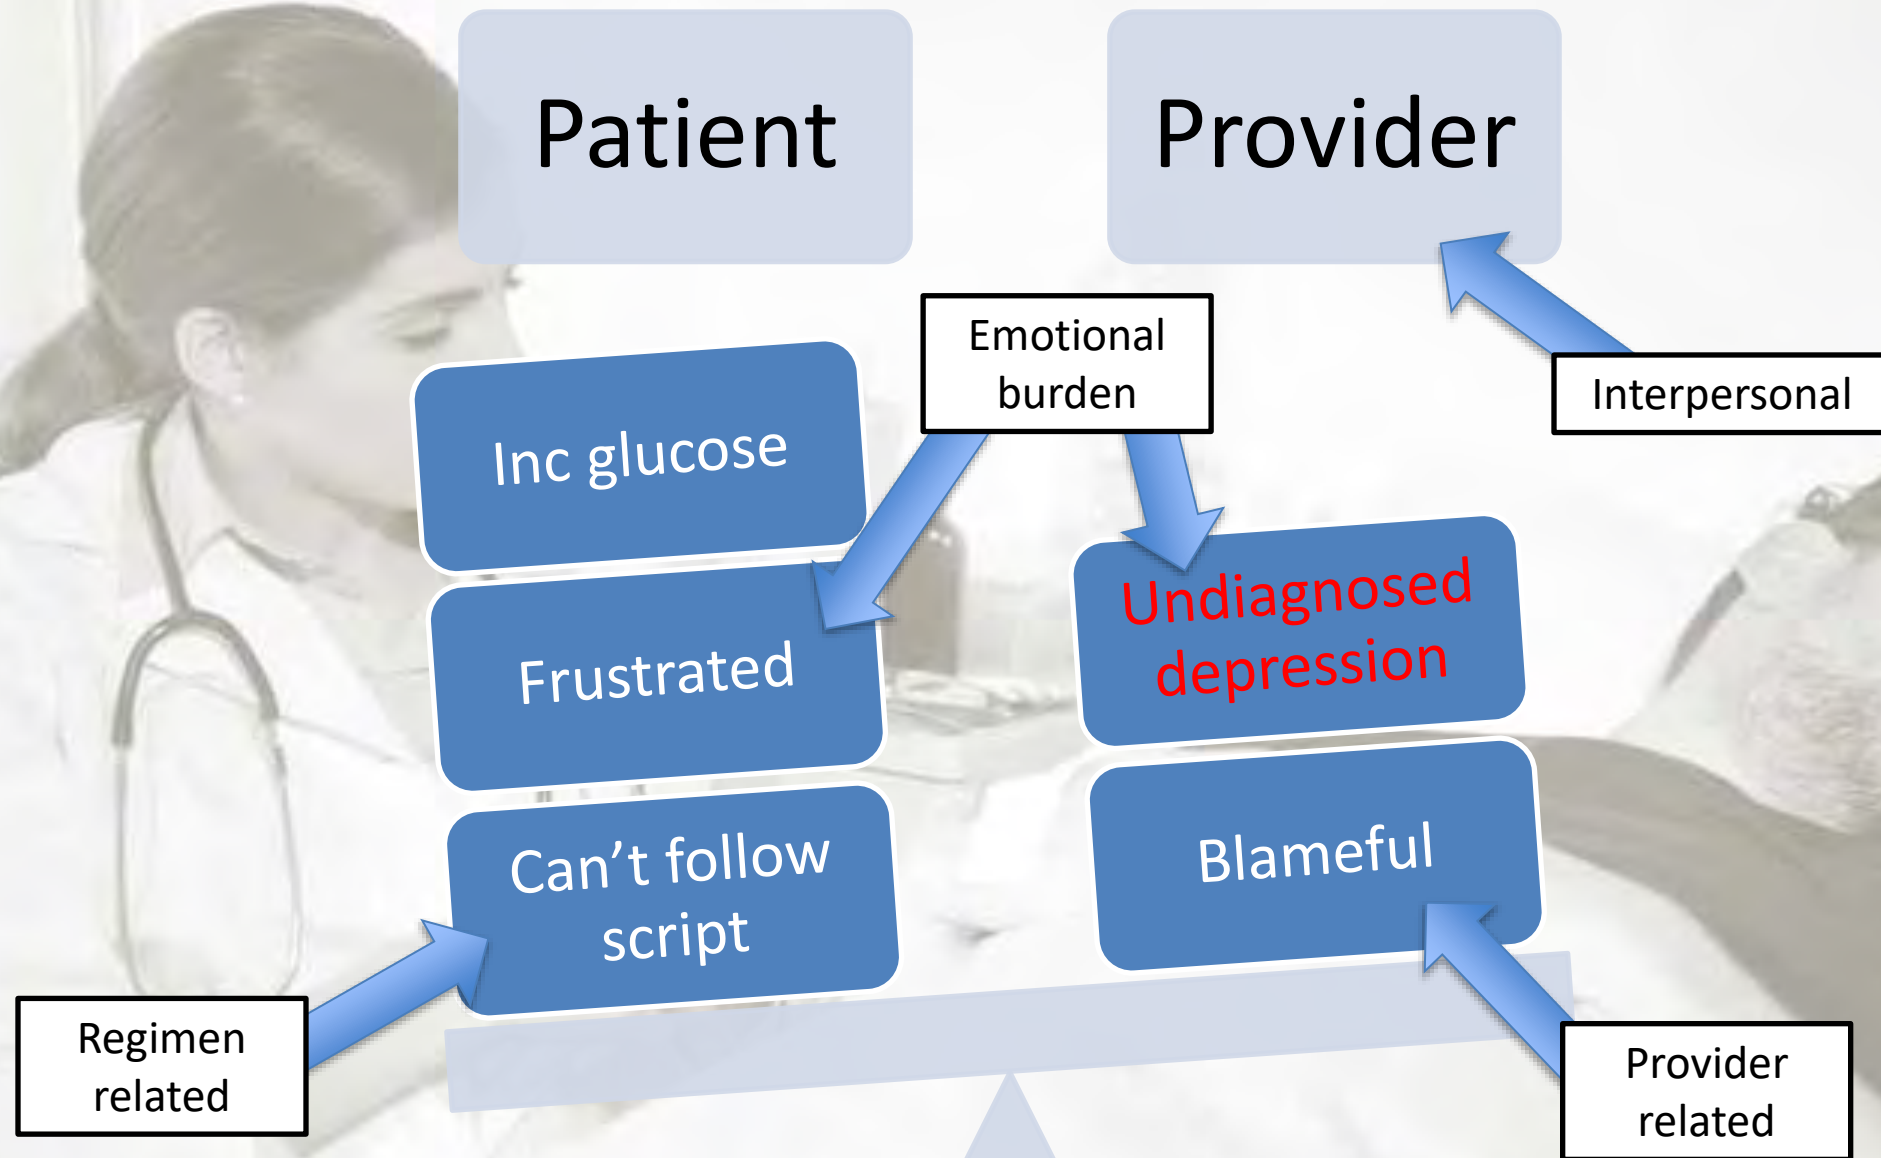 Patient
Provider
Emotional
burden
Interpersonal
Inc glucose
Frustrated
Undiagnosed
depression
Can’t follow
script
Blameful
Regimen
related
Provider
related